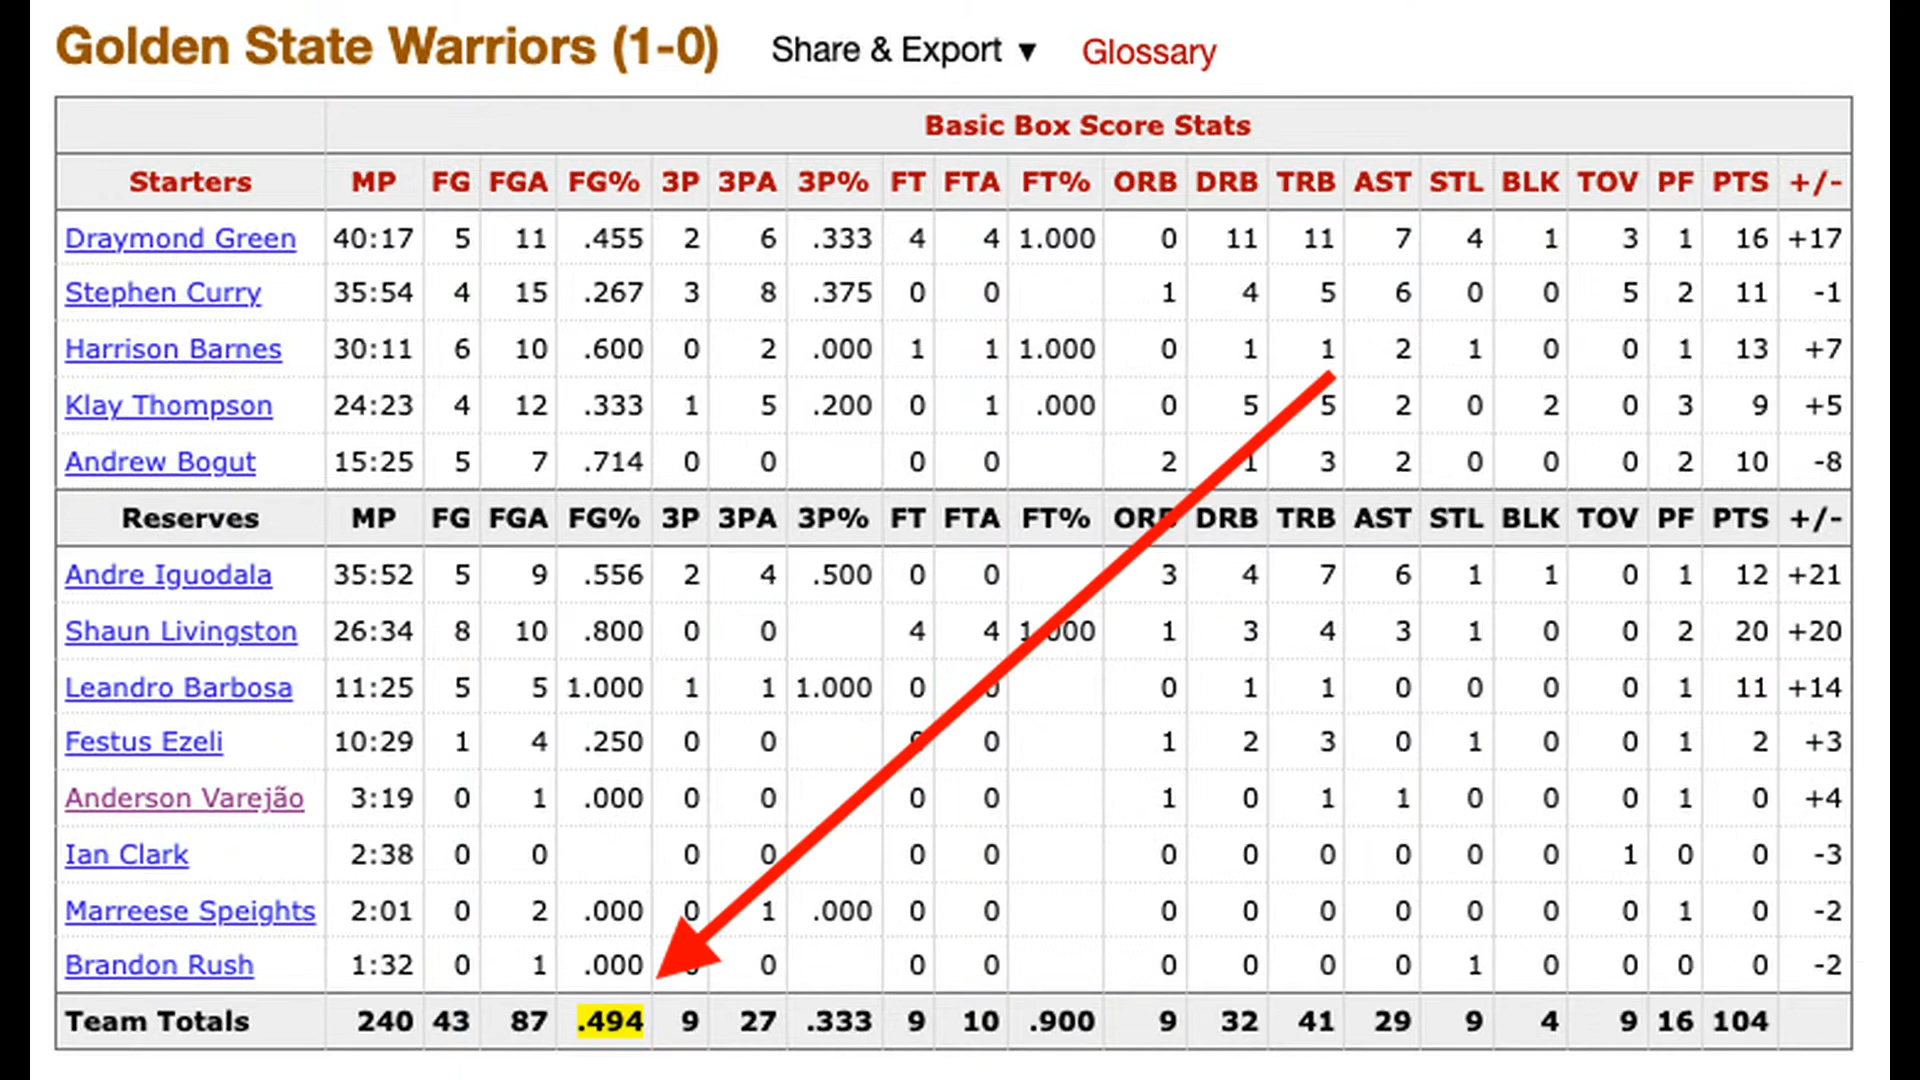 Golden State Warriors (1-0) Share & Export ▼ Glossary
Basic Box Score Stats
Starters MP FG FGA FG% 3P 3PA 3P% FT FTA FT% ORB DRB TRB AST STL BLK TOV PF PTS +/-
Draymond Green 40:17 5 11 .455 2 6 .333 4 4 1.000 0 11 11 7 4 1 3 1 16 +17
Stephen Curry 35:54 4 15 .267 3 8 .375 0 0 1 4 5 6 0 0 5 2 11 -1
Harrison Barnes 30:11 6 10 .600 0 2 .000 1 1 1.000 0 1 1 2 1 0 0 1 13 +7
Klay Thompson 24:23 4 12 .333 1 5 .200 0 1 .000 0 5 5 2 0 2 0 3 9 +5
Andrew Bogut 15:25 5 7 .714 0 0 0 0 2 1 3 2 0 0 0 2 10 -8
Reserves MP FG FGA FG% 3P 3PA 3P% FT FTA FT% ORB DRB TRB AST STL BLK TOV PF PTS +/-
Andre Iguodala 35:52 5 9 .556 2 4 .500 0 0 3 4 7 6 1 1 0 1 12 +21
Shaun Livingston 26:34 8 10 .800 0 0 4 4 1.000 1 3 4 3 1 0 0 2 20 +20
Leandro Barbosa 11:25 5 5 1.000 1 1 1.000 0 0 0 1 1 0 0 0 0 1 11 +14
Festus Ezeli 10:29 1 4 .250 0 0 0 0 1 2 3 0 1 0 0 1 2 +3
Anderson Varejão 3:19 0 1 .000 0 0 0 0 1 0 1 1 0 0 0 1 0 +4
Ian Clark 2:38 0 0 0 0 0 0 0 0 0 0 0 0 1 0 0 -3
Marreese Speights 2:01 0 2 .000 0 1 .000 0 0 0 0 0 0 0 0 0 1 0 -2
Brandon Rush 1:32 0 1 .000 0 0 0 0 0 0 0 0 1 0 0 0 0 -2
Team Totals 240 43 87 .494 9 27 .333 9 10 .900 9 32 41 29 9 4 9 16 104